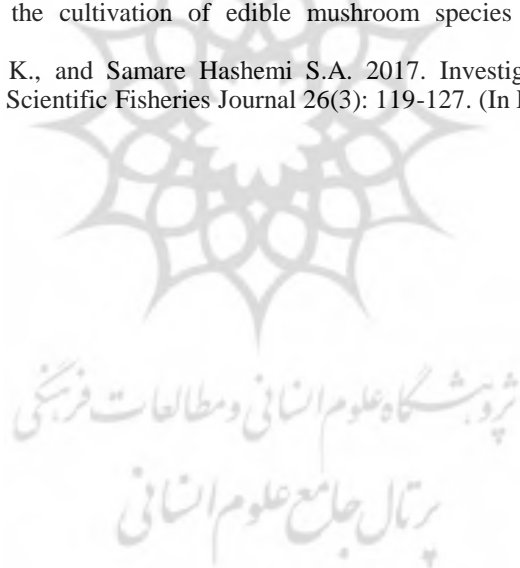 the cultivation of edible mushroom species
K., and Samare Hashemi S.A. 2017. Investig
Scientific Fisheries Journal 26(3): 119-127. (In
پژوهشگاه علوم انسانی و مطالعات فرهنگی
پرتال جامع علوم انسانی